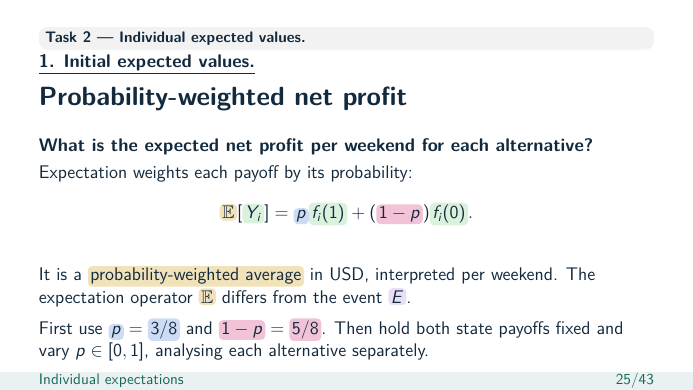 Task 2 — Individual expected values.
1. Initial expected values.
Probability-weighted net profit
What is the expected net profit per weekend for each alternative?
Expectation weights each payoff by its probability:
𝔼[Y_i] = p f_i(1) + (1 − p) f_i(0).
It is a probability-weighted average in USD, interpreted per weekend. The
expectation operator 𝔼 differs from the event E.
First use p = 3/8 and 1 − p = 5/8. Then hold both state payoffs fixed and
vary p ∈ [0, 1], analysing each alternative separately.
Individual expectations 25/43